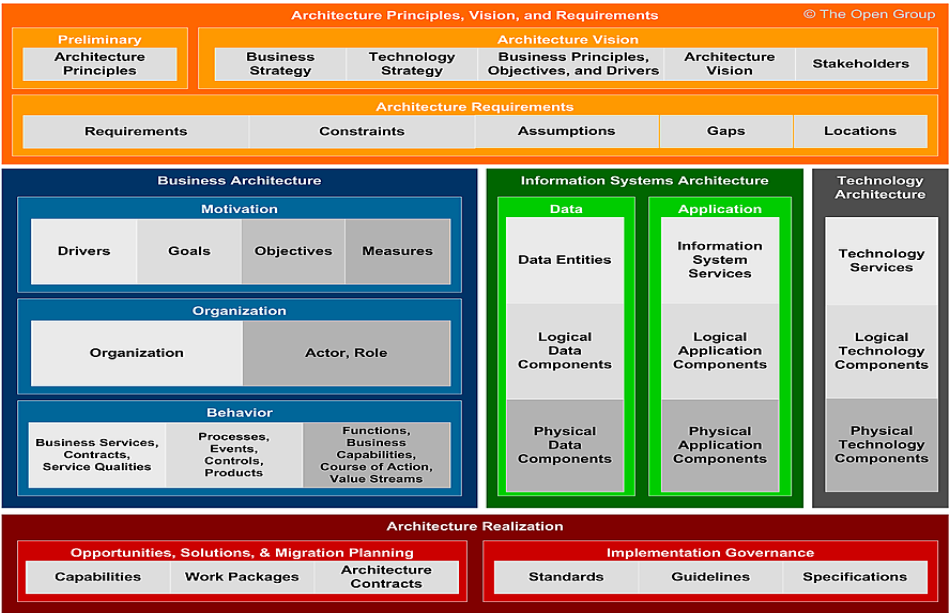 Architecture Principles, Vision, and Requirements
© The Open Group
Preliminary
Architecture
Principles
Architecture Vision
Business
Strategy
Technology
Strategy
Business Principles,
Objectives, and Drivers
Architecture
Vision
Stakeholders
Architecture Requirements
Requirements
Constraints
Assumptions
Gaps
Locations
Business Architecture
Motivation
Drivers
Goals
Objectives
Measures
Organization
Organization
Actor, Role
Behavior
Business Services,
Contracts,
Service Qualities
Processes,
Events,
Controls,
Products
Functions,
Business
Capabilities,
Course of Action,
Value Streams
Information Systems Architecture
Data
Data Entities
Logical
Data
Components
Physical
Data
Components
Application
Information
System
Services
Logical
Application
Components
Physical
Application
Components
Technology
Architecture
Technology
Services
Logical
Technology
Components
Physical
Technology
Components
Architecture Realization
Opportunities, Solutions, & Migration Planning
Capabilities
Work Packages
Architecture
Contracts
Implementation Governance
Standards
Guidelines
Specifications